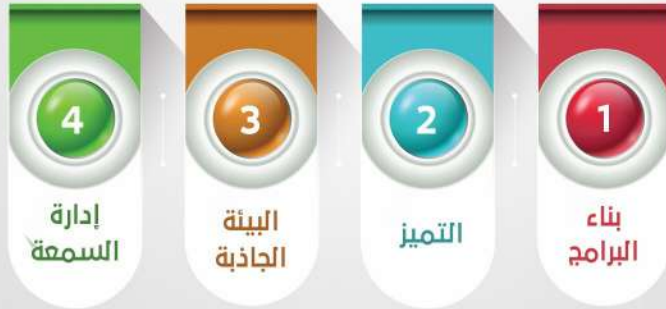 1
بناء
البرامج
2
التميز
3
البيئة
الجاذبة
4
إدارة
السمعة